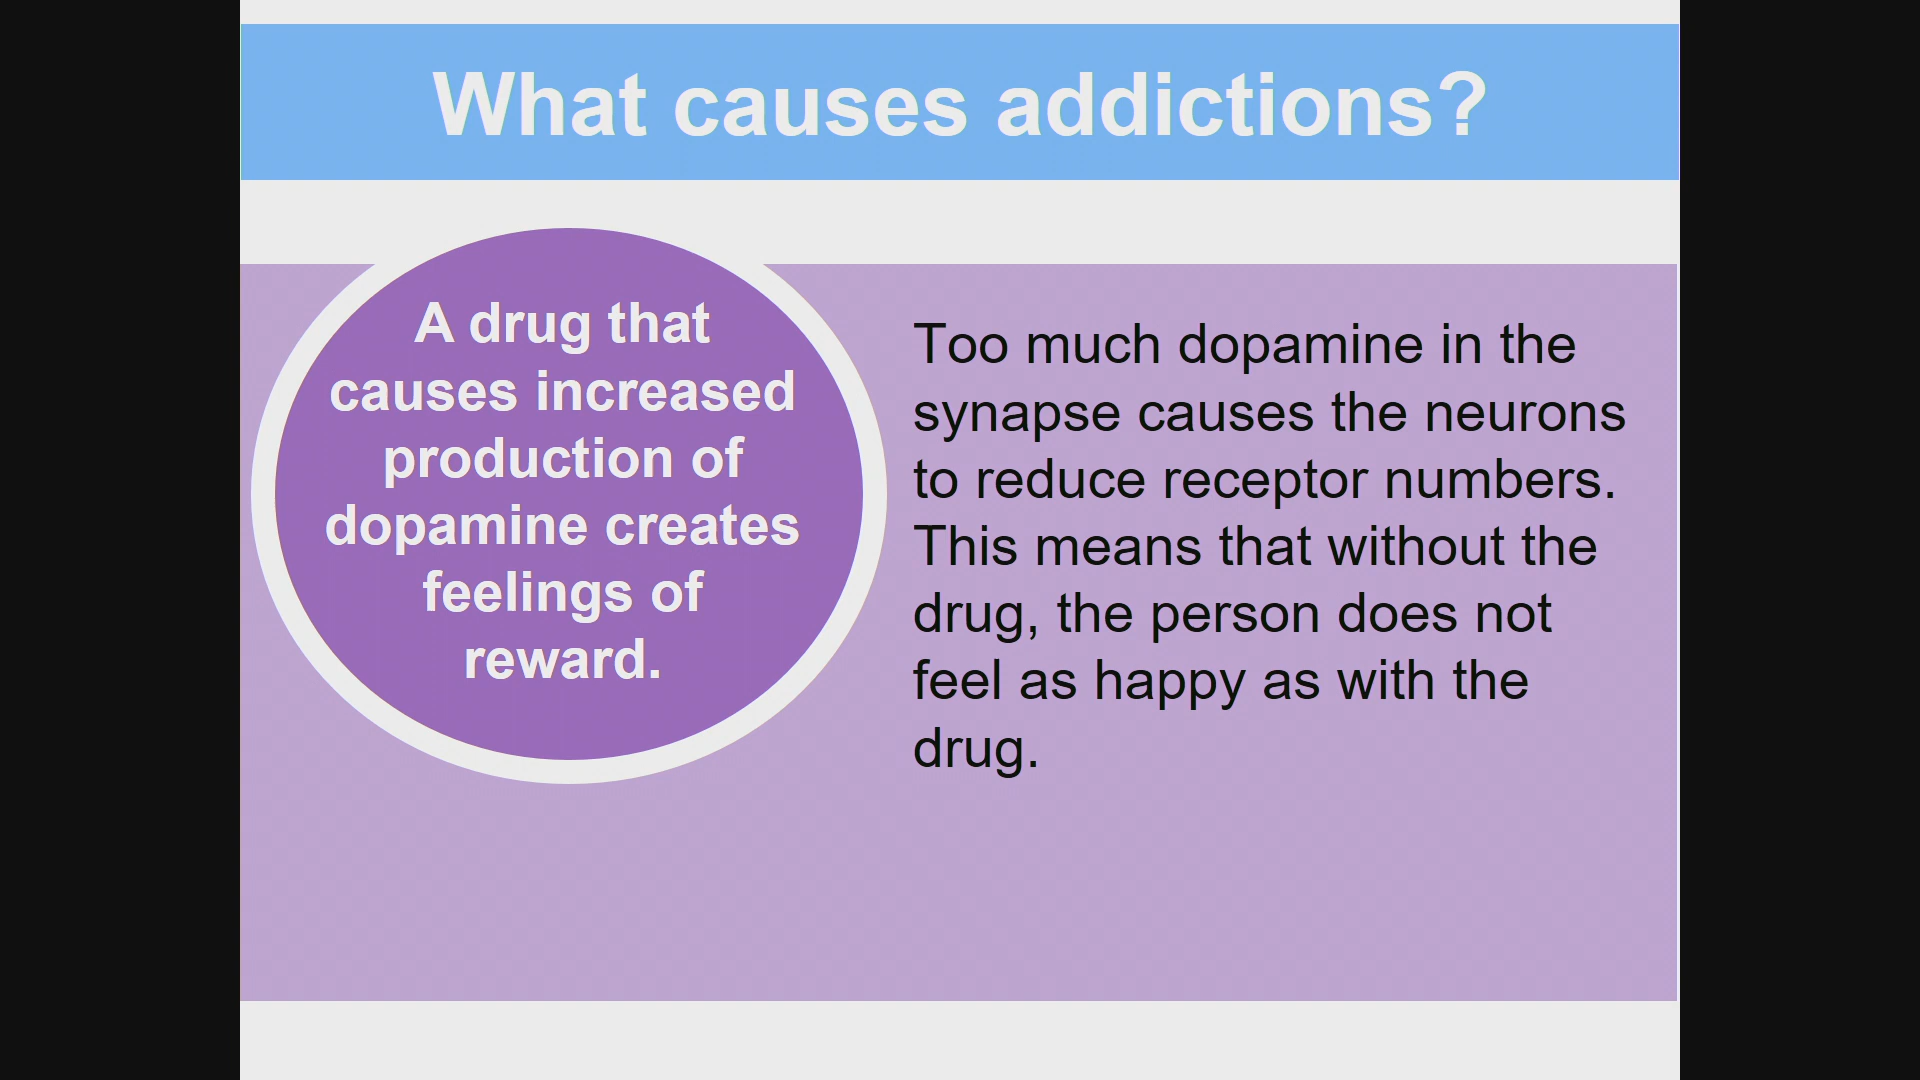 What causes addictions?
A drug that
causes increased
production of
dopamine creates
feelings of
reward.
Too much dopamine in the
synapse causes the neurons
to reduce receptor numbers.
This means that without the
drug, the person does not
feel as happy as with the
drug.